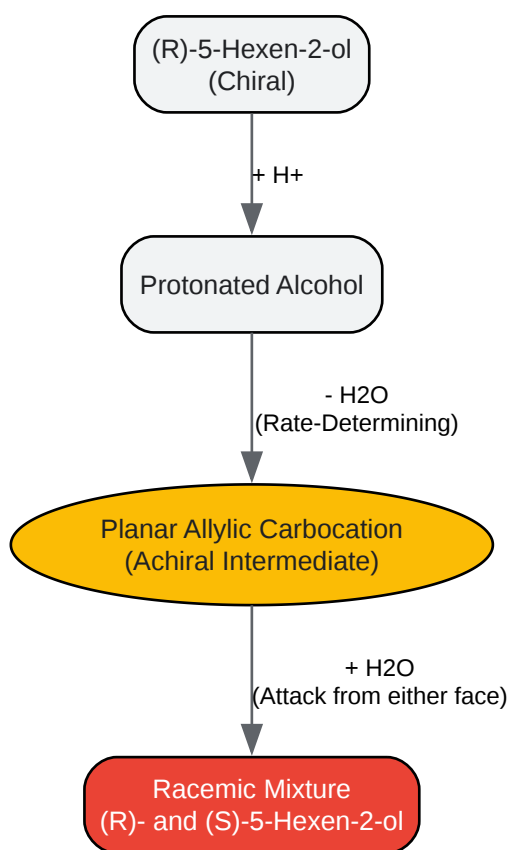 (R)-5-Hexen-2-ol
(Chiral)
+ H+
Protonated Alcohol
- H2O
(Rate-Determining)
Planar Allylic Carbocation
(Achiral Intermediate)
+ H2O
(Attack from either face)
Racemic Mixture
(R)- and (S)-5-Hexen-2-ol